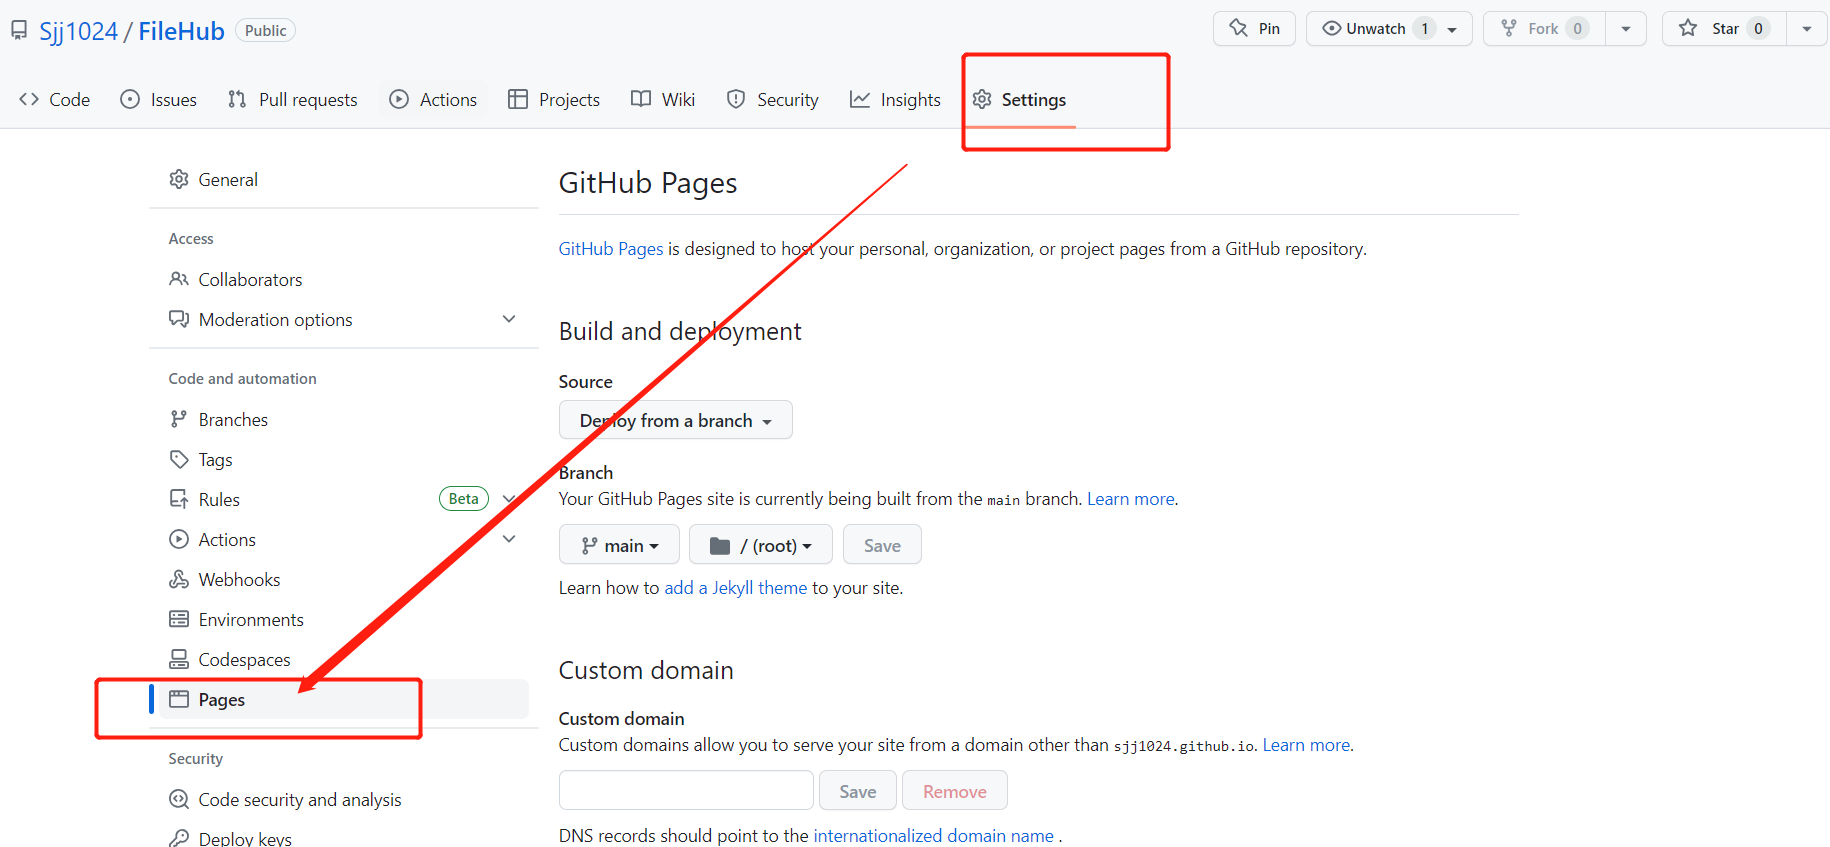 Sjj1024 / FileHub Public
Pin Unwatch 1 Fork 0 Star 0
Code Issues Pull requests Actions Projects Wiki Security Insights Settings
General
Access
Collaborators
Moderation options
Code and automation
Branches
Tags
Rules Beta
Actions
Webhooks
Environments
Codespaces
Pages
Security
Code security and analysis
Deploy keys
GitHub Pages
GitHub Pages is designed to host your personal, organization, or project pages from a GitHub repository.
Build and deployment
Source
Deploy from a branch
Branch
Your GitHub Pages site is currently being built from the main branch. Learn more.
main / (root) Save
Learn how to add a Jekyll theme to your site.
Custom domain
Custom domain
Custom domains allow you to serve your site from a domain other than sjj1024.github.io. Learn more.
Save Remove
DNS records should point to the internationalized domain name .